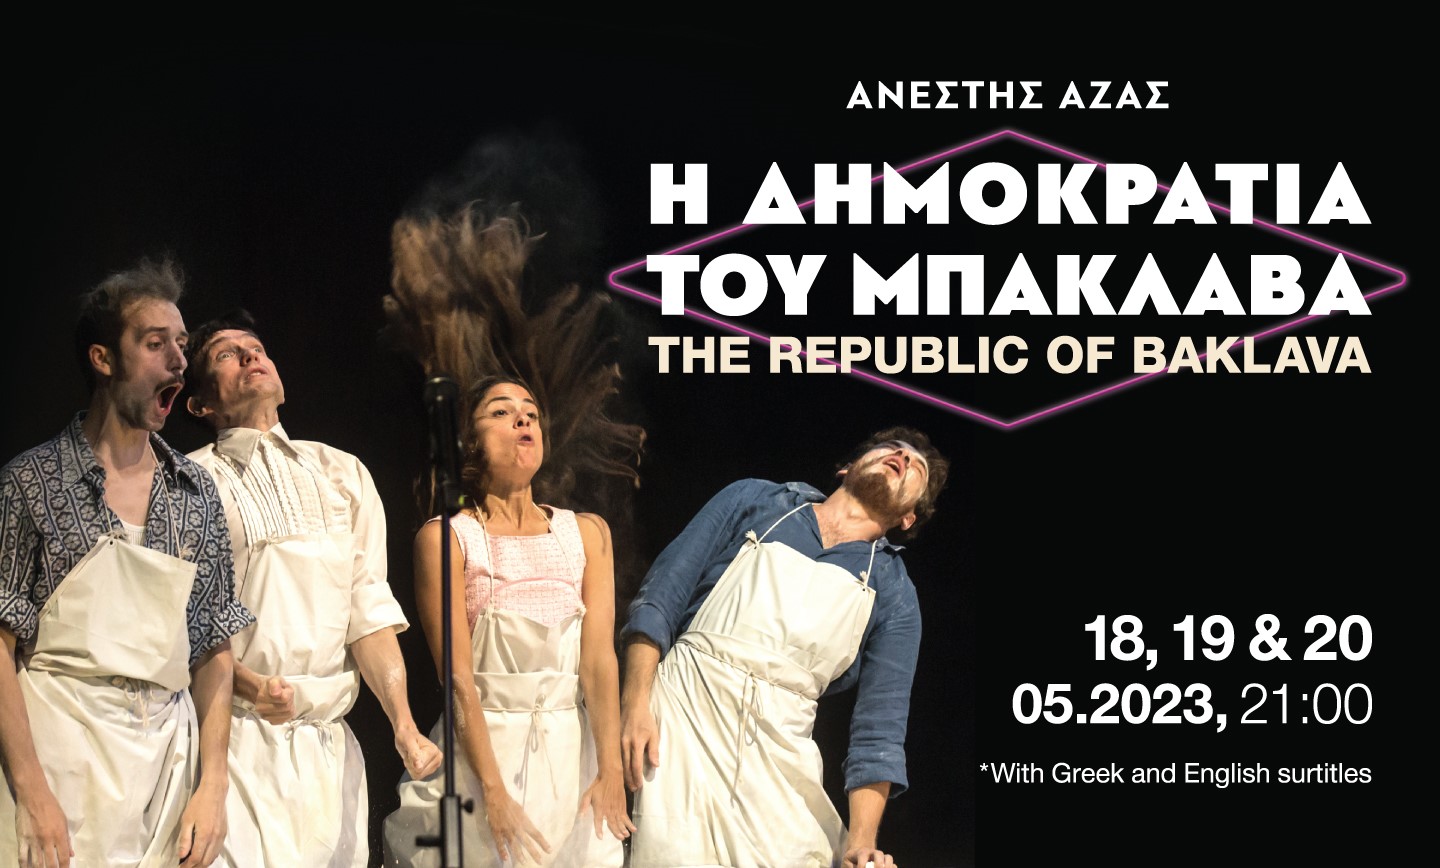 ΑΝΕΣΤΗΣ ΑΖΑΣ
Η ΔΗΜΟΚΡΑΤΙΑ
ΤΟΥ ΜΠΑΚΛΑΒΑ
THE REPUBLIC OF BAKLAVA
18, 19 & 20
05.2023, 21:00
*With Greek and English surtitles